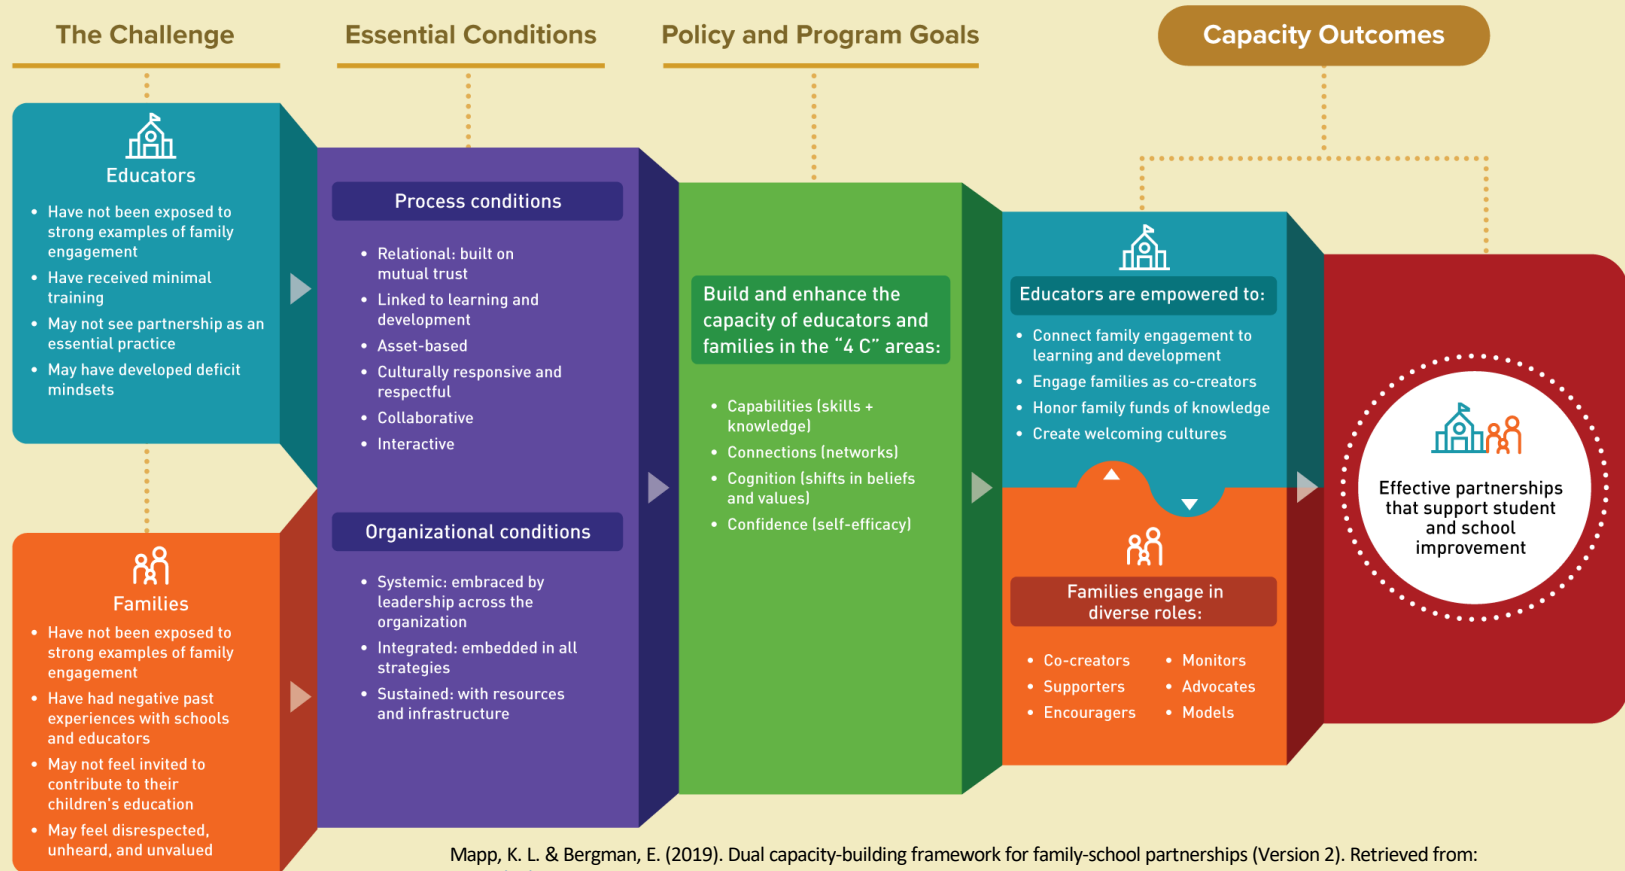 The Challenge
Essential Conditions
Policy and Program Goals
Capacity Outcomes
Educators
• Have not been exposed to
strong examples of family
engagement
• Have received minimal
training
• May not see partnership as an
essential practice
• May have developed deficit
mindsets
Families
• Have not been exposed to
strong examples of family
engagement
• Have had negative past
experiences with schools
and educators
• May not feel invited to
contribute to their
children's education
• May feel disrespected,
unheard, and unvalued
Process conditions
• Relational: built on
mutual trust
• Linked to learning and
development
• Asset-based
• Culturally responsive and
respectful
• Collaborative
• Interactive
Organizational conditions
• Systemic: embraced by
leadership across the
organization
• Integrated: embedded in all
strategies
• Sustained: with resources
and infrastructure
Build and enhance the
capacity of educators and
families in the “4 C” areas:
• Capabilities (skills +
knowledge)
• Connections (networks)
• Cognition (shifts in beliefs
and values)
• Confidence (self-efficacy)
Educators are empowered to:
• Connect family engagement to
learning and development
• Engage families as co-creators
• Honor family funds of knowledge
• Create welcoming cultures
Families engage in
diverse roles:
• Co-creators
• Supporters
• Encouragers
• Monitors
• Advocates
• Models
Effective partnerships
that support student
and school
improvement
Mapp, K. L. & Bergman, E. (2019). Dual capacity-building framework for family-school partnerships (Version 2). Retrieved from: